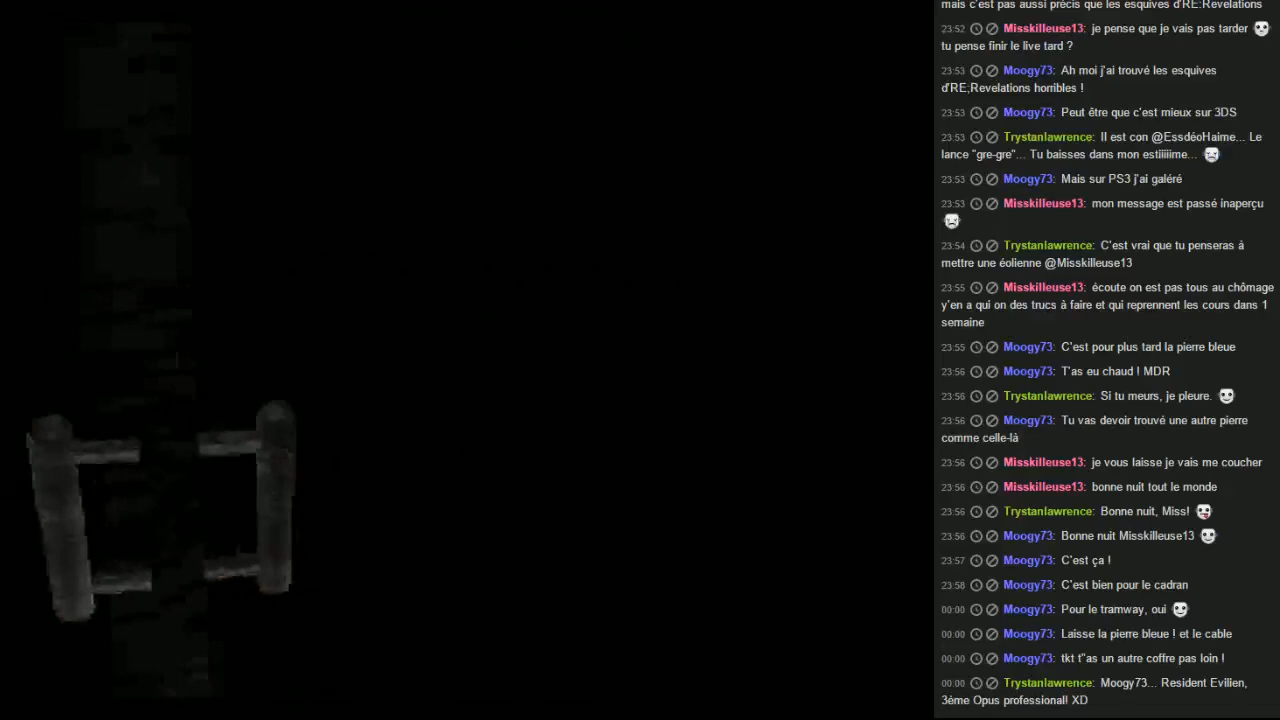 mais c'est pas aussi précis que les esquives d'RE:Revelations
23:52 Misskilleuse13: je pense que je vais pas tarder
tu pense finir le live tard ?
23:53 Moogy73: Ah moi j'ai trouvé les esquives
d'RE;Revelations horribles !
23:53 Moogy73: Peut être que c'est mieux sur 3DS
23:53 Trystanlawrence: Il est con @EssdéoHaime... Le
lance "gre-gre"... Tu baisses dans mon estiiiiime...
23:53 Moogy73: Mais sur PS3 j'ai galéré
23:53 Misskilleuse13: mon message est passé inaperçu
23:54 Trystanlawrence: C'est vrai que tu penseras à
mettre une éolienne @Misskilleuse13
23:55 Misskilleuse13: écoute on est pas tous au chômage
y'en a qui on des trucs à faire et qui reprennent les cours dans 1
semaine
23:55 Moogy73: C'est pour plus tard la pierre bleue
23:56 Moogy73: T'as eu chaud ! MDR
23:56 Trystanlawrence: Si tu meurs, je pleure.
23:56 Moogy73: Tu vas devoir trouvé une autre pierre
comme celle-là
23:56 Misskilleuse13: je vous laisse je vais me coucher
23:56 Misskilleuse13: bonne nuit tout le monde
23:56 Trystanlawrence: Bonne nuit, Miss!
23:56 Moogy73: Bonne nuit Misskilleuse13
23:57 Moogy73: C'est ça !
23:58 Moogy73: C'est bien pour le cadran
00:00 Moogy73: Pour le tramway, oui
00:00 Moogy73: Laisse la pierre bleue ! et le cable
00:00 Moogy73: tkt t"as un autre coffre pas loin !
00:00 Trystanlawrence: Moogy73... Resident Evilien,
3ème Opus professional! XD